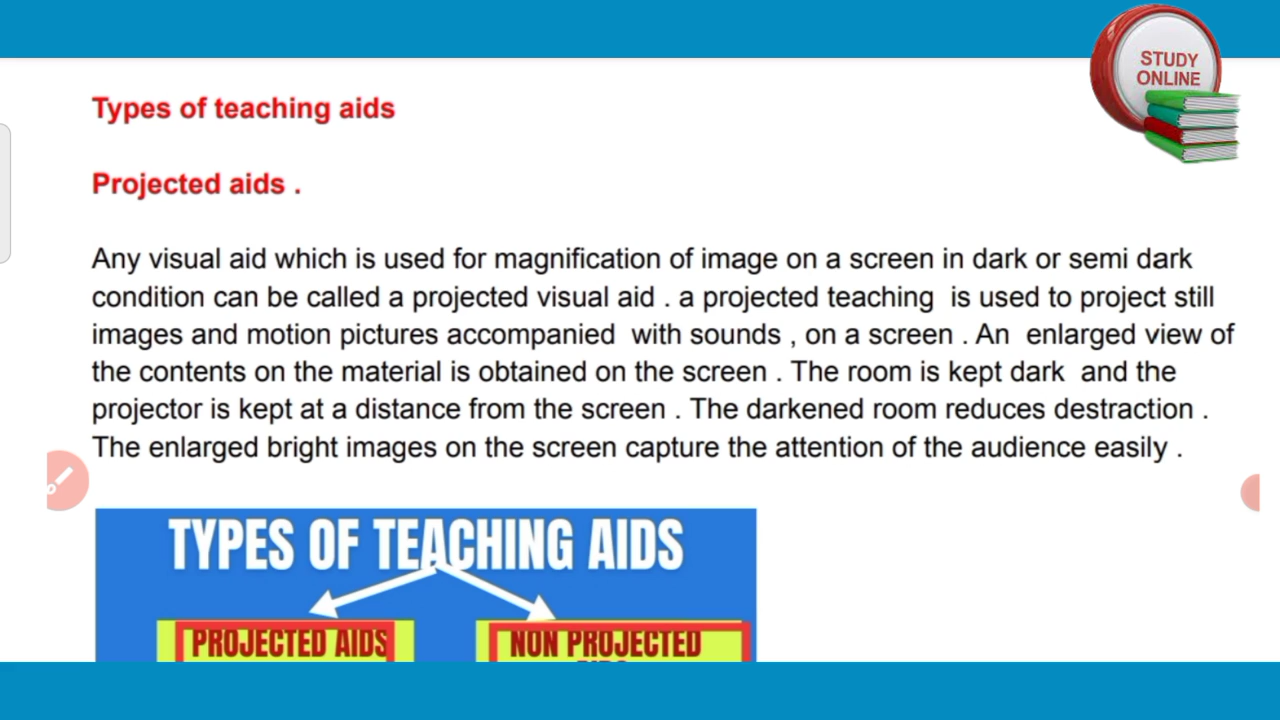 STUDY
ONLINE
Types of teaching aids
Projected aids .
Any visual aid which is used for magnification of image on a screen in dark or semi dark
condition can be called a projected visual aid . a projected teaching  is used to project still
images and motion pictures accompanied  with sounds , on a screen . An  enlarged view of
the contents on the material is obtained on the screen . The room is kept dark  and the
projector is kept at a distance from the screen . The darkened room reduces destraction .
The enlarged bright images on the screen capture the attention of the audience easily .
TYPES OF TEACHING AIDS
PROJECTED AIDS
NON PROJECTED